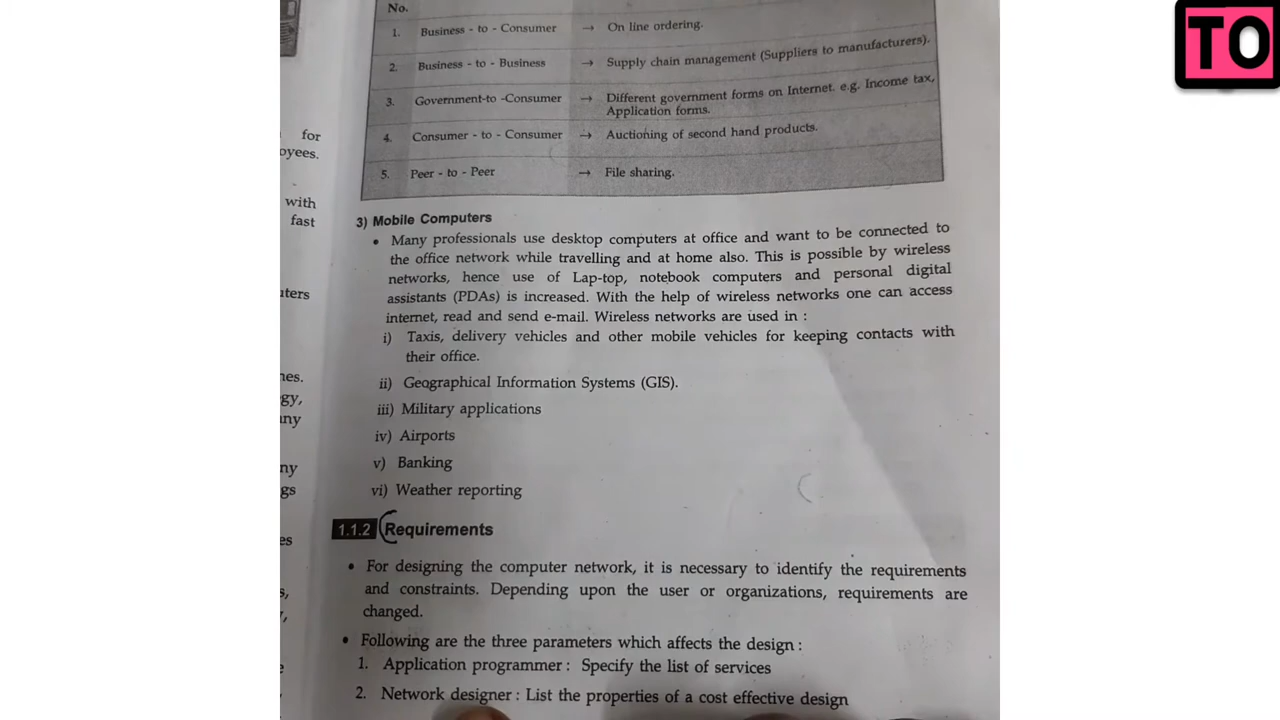 TO
No.
1. Business - to - Consumer → On line ordering.
2. Business - to - Business → Supply chain management (Suppliers to manufacturers).
3. Government-to -Consumer → Different government forms on Internet. e.g. Income tax,
Application forms.
4. Consumer - to - Consumer → Auctioning of second hand products.
5. Peer - to - Peer → File sharing.
for
oyees.
with
fast
3) Mobile Computers
• Many professionals use desktop computers at office and want to be connected to
the office network while travelling and at home also. This is possible by wireless
networks, hence use of Lap-top, notebook computers and personal digital
assistants (PDAs) is increased. With the help of wireless networks one can access
internet, read and send e-mail. Wireless networks are used in :
i) Taxis, delivery vehicles and other mobile vehicles for keeping contacts with
their office.
ii) Geographical Information Systems (GIS).
iii) Military applications
iv) Airports
v) Banking
vi) Weather reporting
1.1.2 Requirements
• For designing the computer network, it is necessary to identify the requirements
and constraints. Depending upon the user or organizations, requirements are
changed.
• Following are the three parameters which affects the design :
1. Application programmer : Specify the list of services
2. Network designer : List the properties of a cost effective design